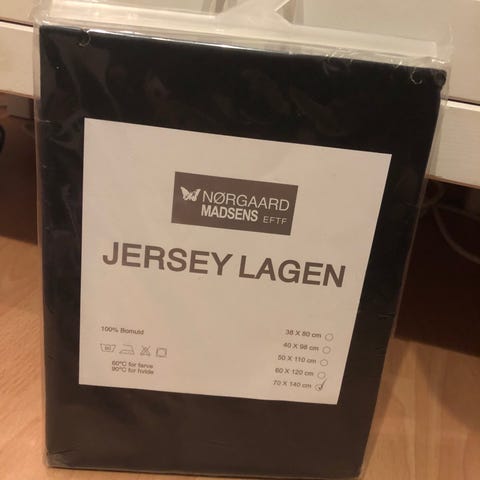 NØRGAARD
MADSENS EFTF
JERSEY LAGEN
100% Bomuld
60
60°C for farve
90°C for hvide
38 X 80 cm
40 X 98 cm
50 X 110 cm
60 X 120 cm
70 X 140 cm